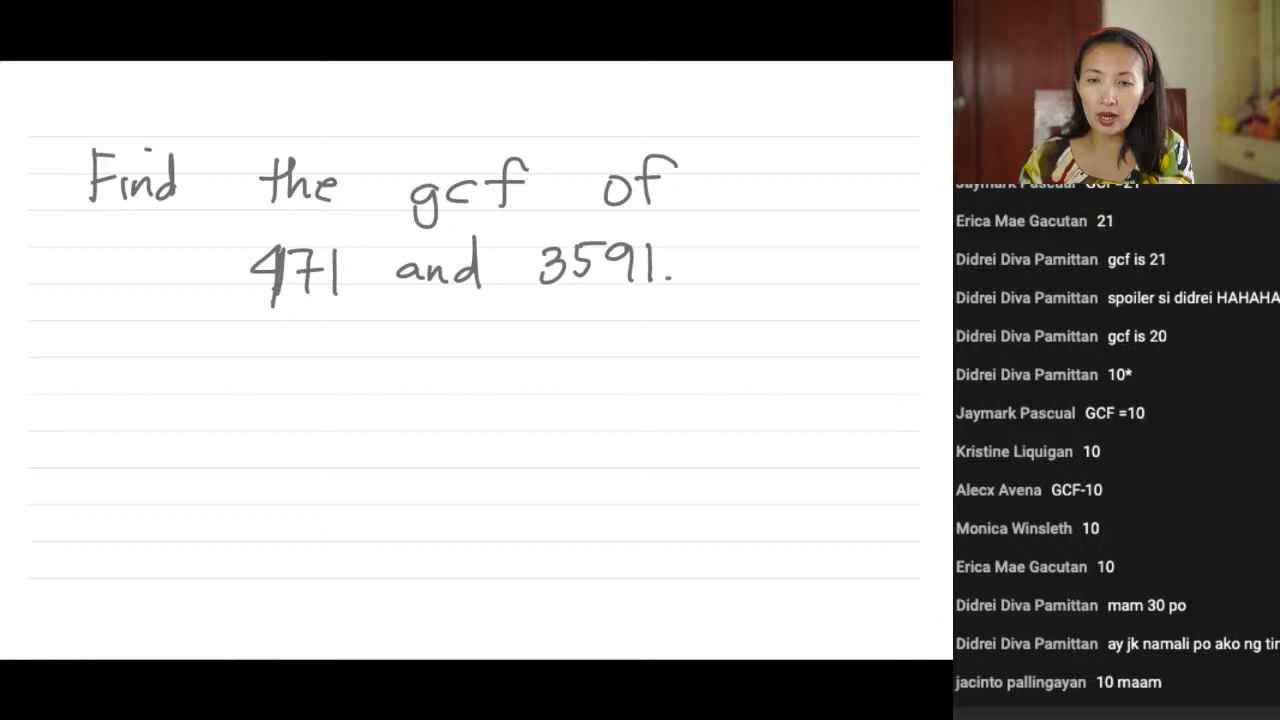 Find the gcf of
471 and 3591.
Erica Mae Gacutan 21
Didrei Diva Pamittan gcf is 21
Didrei Diva Pamittan spoiler si didrei HAHAHA
Didrei Diva Pamittan gcf is 20
Didrei Diva Pamittan 10*
Jaymark Pascual GCF =10
Kristine Liquigan 10
Alecx Avena GCF-10
Monica Winsleth 10
Erica Mae Gacutan 10
Didrei Diva Pamittan mam 30 po
Didrei Diva Pamittan ay jk namali po ako ng
jacinto pallingayan 10 maam